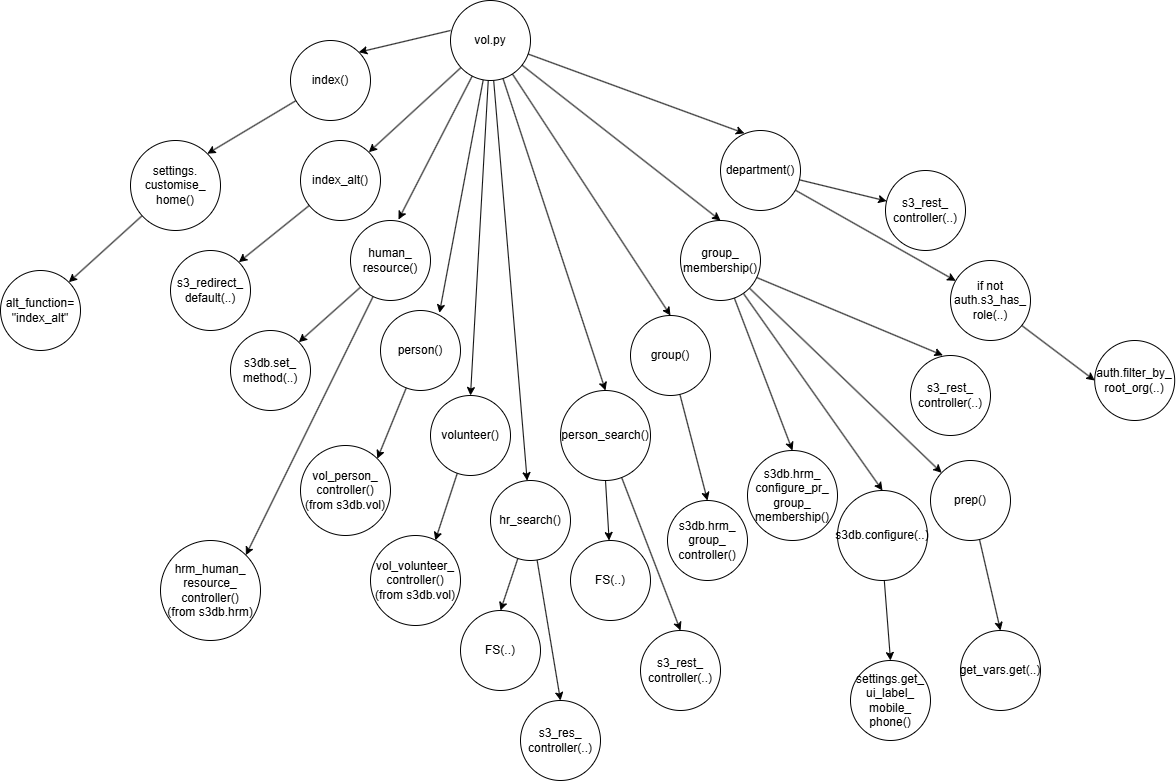 vol.py
index()
settings.
customise_
home()
alt_function=
"index_alt"
index_alt()
s3_redirect_
default(..)
human_
resource()
s3db.set_
method(..)
hrm_human_
resource_
controller()
(from s3db.hrm)
person()
vol_person_
controller()
(from s3db.vol)
volunteer()
vol_volunteer_
controller()
(from s3db.vol)
hr_search()
FS(..)
s3_res_
controller(..)
person_search()
FS(..)
s3_rest_
controller(..)
group()
s3db.hrm_
group_
controller()
group_
membership()
s3db.hrm_
configure_pr_
group_
membership()
s3db.configure(..)
settings.get_
ui_label_
mobile_
phone()
prep()
get_vars.get(..)
s3_rest_
controller(..)
department()
s3_rest_
controller(..)
if not
auth.s3_has_
role(..)
auth.filter_by_
root_org(..)